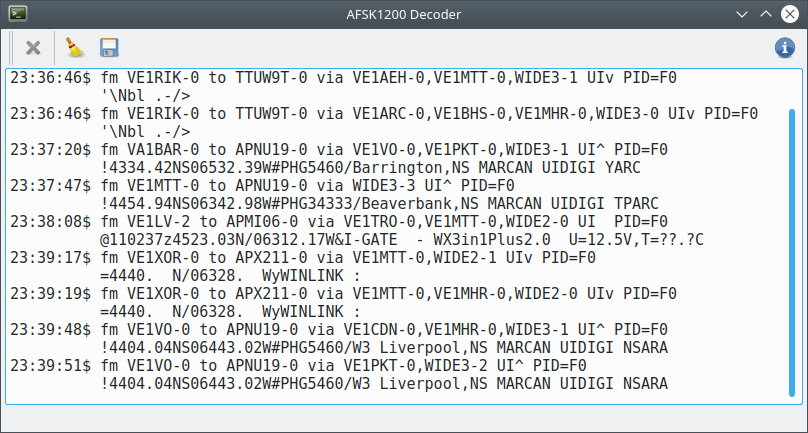 AFSK1200 Decoder
23:36:46$ fm VE1RIK-0 to TTUW9T-0 via VE1AEH-0,VE1MTT-0,WIDE3-1 UIv PID=F0
'\Nbl .-/>
23:36:46$ fm VE1RIK-0 to TTUW9T-0 via VE1ARC-0,VE1BHS-0,VE1MHR-0,WIDE3-0 UIv PID=F0
'\Nbl .-/>
23:37:20$ fm VA1BAR-0 to APNU19-0 via VE1VO-0,VE1PKT-0,WIDE3-1 UI^ PID=F0
!4334.42NS06532.39W#PHG5460/Barrington,NS MARCAN UIDIGI YARC
23:37:47$ fm VE1MTT-0 to APNU19-0 via WIDE3-3 UI^ PID=F0
!4454.94NS06342.98W#PHG34333/Beaverbank,NS MARCAN UIDIGI TPARC
23:38:08$ fm VE1LV-2 to APMI06-0 via VE1TRO-0,VE1MTT-0,WIDE2-0 UI  PID=F0
@110237z4523.03N/06312.17W&I-GATE  - WX3in1Plus2.0  U=12.5V,T=??.?C
23:39:17$ fm VE1XOR-0 to APX211-0 via VE1MTT-0,WIDE2-1 UIv PID=F0
=4440.  N/06328.  WyWINLINK :
23:39:19$ fm VE1XOR-0 to APX211-0 via VE1MTT-0,VE1MHR-0,WIDE2-0 UIv PID=F0
=4440.  N/06328.  WyWINLINK :
23:39:48$ fm VE1VO-0 to APNU19-0 via VE1CDN-0,VE1MHR-0,WIDE3-1 UI^ PID=F0
!4404.04NS06443.02W#PHG5460/W3 Liverpool,NS MARCAN UIDIGI NSARA
23:39:51$ fm VE1VO-0 to APNU19-0 via VE1PKT-0,WIDE3-2 UI^ PID=F0
!4404.04NS06443.02W#PHG5460/W3 Liverpool,NS MARCAN UIDIGI NSARA